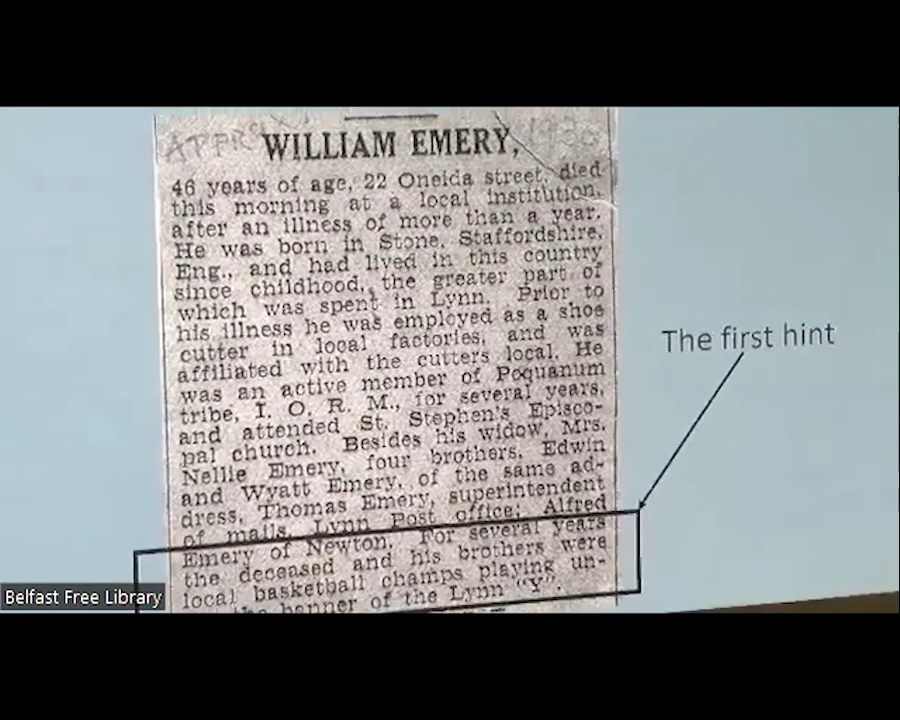 WILLIAM EMERY,
46 years of age, 22 Oneida street, died
this morning at a local institution,
after an illness of more than a year.
He was born in Stone, Staffordshire,
Eng., and had lived in this country
since childhood, the greater part of
which was spent in Lynn. Prior to
his illness he was employed as a shoe
cutter in local factories, and was
affiliated with the cutters local. He
was an active member of Poquanum
tribe, I. O. R. M., for several years,
and attended St. Stephen's Episco-
pal church. Besides his widow, Mrs.
Nellie Emery, four brothers, Edwin
and Wyatt Emery, of the same ad-
dress, Thomas Emery, superintendent
of mails, Lynn Post office; Alfred
Emery of Newton. For several years
the deceased and his brothers were
local basketball champs playing un-
banner of the Lynn "Y".
The first hint
Belfast Free Library